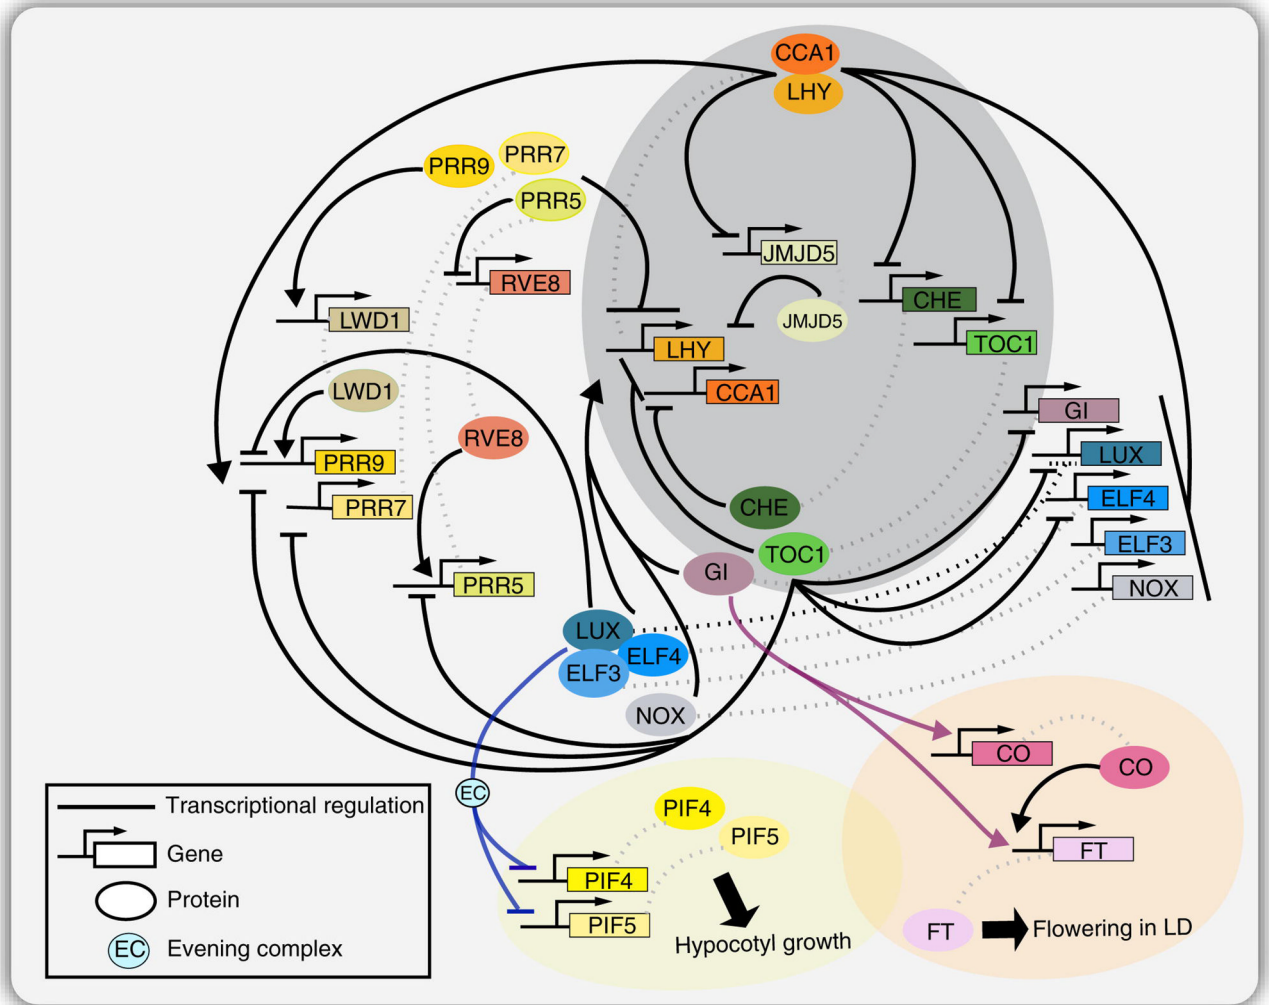 CCA1
LHY
PRR9
PRR7
PRR5
JMJD5
RVE8
CHE
LWD1
JMJD5
TOC1
LHY
CCA1
LWD1
GI
RVE8
LUX
PRR9
ELF4
PRR7
CHE
ELF3
TOC1
GI
PRR5
NOX
LUX
ELF4
ELF3
NOX
CO
CO
EC
Transcriptional regulation
PIF4
PIF5
Gene
FT
PIF4
Protein
PIF5
Hypocotyl growth
FT
Flowering in LD
EC
Evening complex